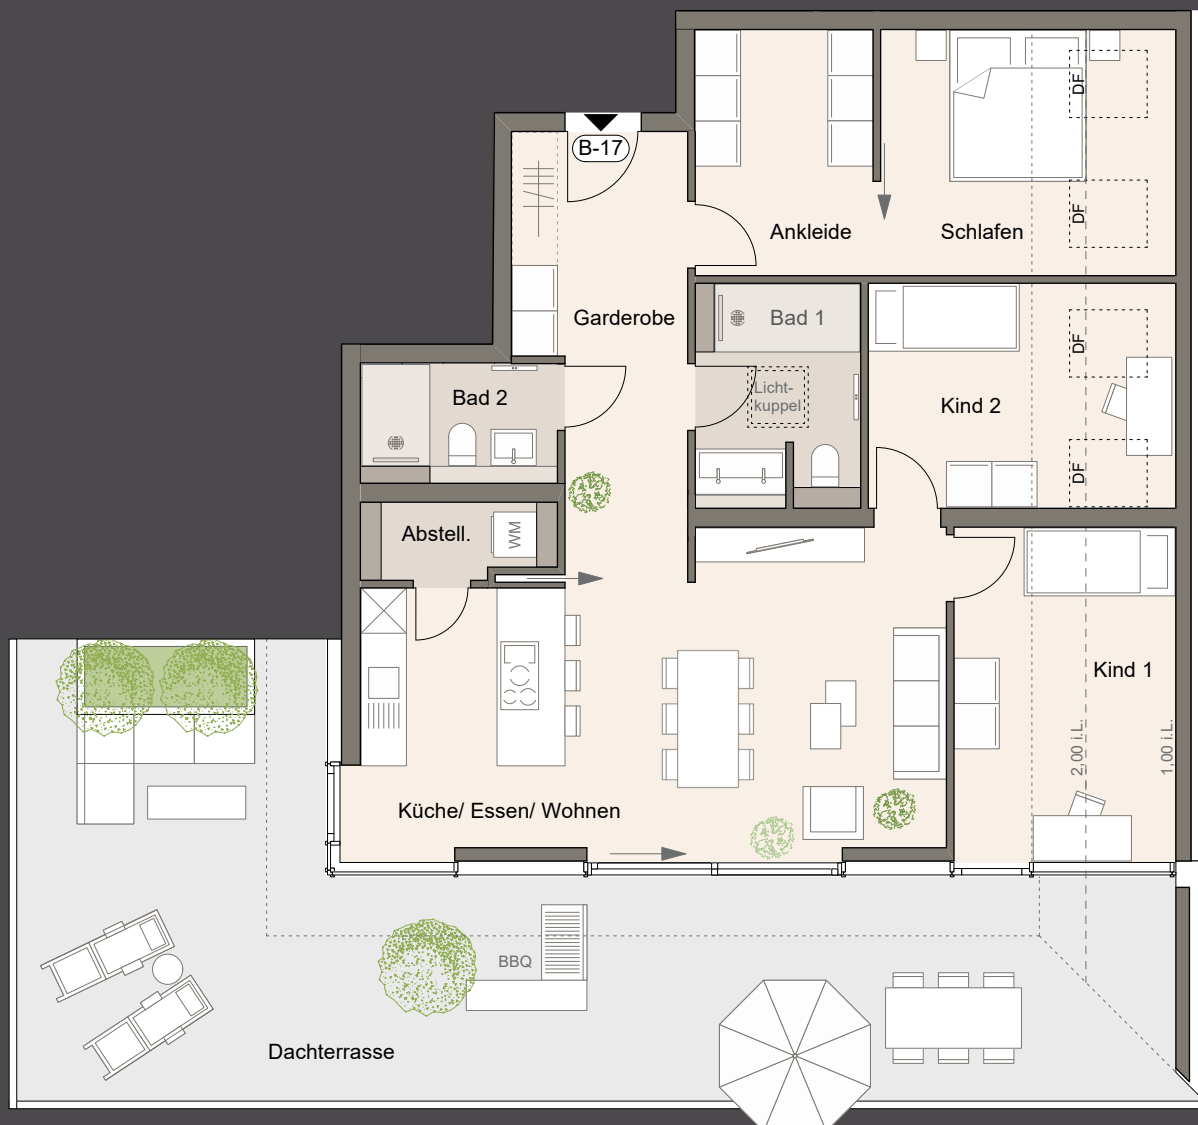 B-17
DF
DF
Ankleide
Schlafen
Garderobe
Bad 1
DF
Licht-
kuppel
Bad 2
Kind 2
DF
Abstell.
WM
Kind 1
2,00 i.L.
1,00 i.L.
Küche/ Essen/ Wohnen
BBQ
Dachterrasse